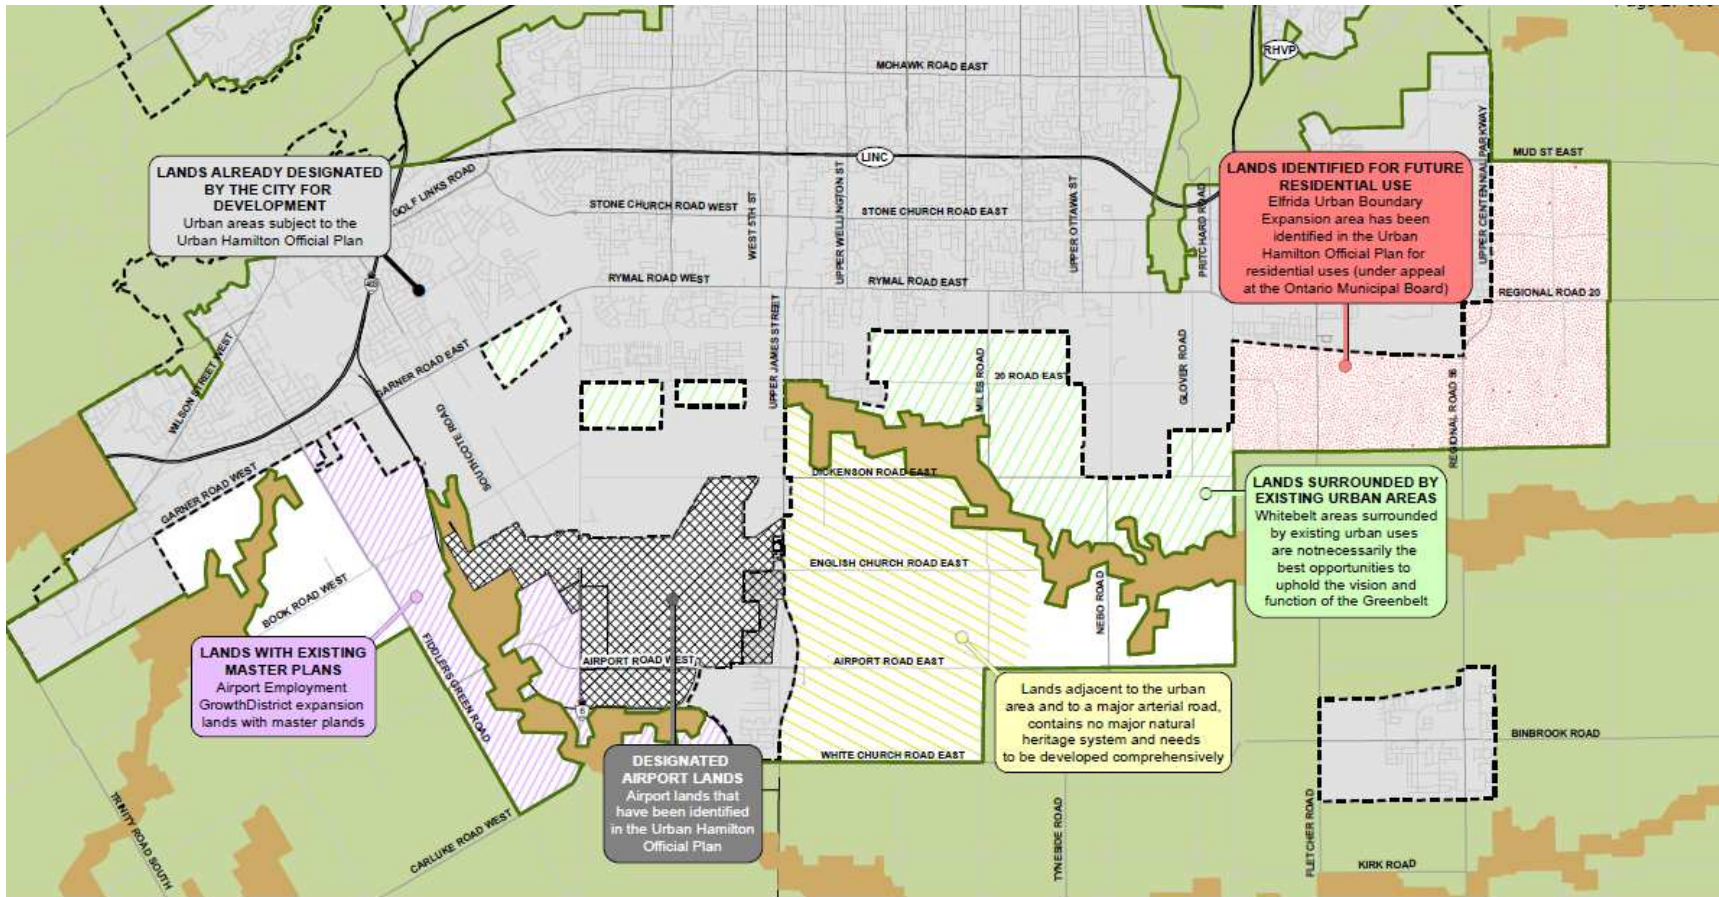 MOHAWK ROAD EAST
RHVP
LINC
UPPER CENTENNIAL PARKWAY
MUD ST EAST
LANDS ALREADY DESIGNATED
BY THE CITY FOR
DEVELOPMENT
Urban areas subject to the
Urban Hamilton Official Plan
GOLF LINKS ROAD
STONE CHURCH ROAD WEST
WEST 5TH ST
UPPER WELLINGTON ST
STONE CHURCH ROAD EAST
UPPER OTTAWA ST
PRITCHARD ROAD
LANDS IDENTIFIED FOR FUTURE
RESIDENTIAL USE
Elfrida Urban Boundary
Expansion area has been
identified in the Urban
Hamilton Official Plan for
residential uses (under appeal
at the Ontario Municipal Board)
RYMAL ROAD WEST
RYMAL ROAD EAST
REGIONAL ROAD 20
WILSON STREET WEST
GARNER ROAD EAST
UPPER JAMES STREET
MILES ROAD
20 ROAD EAST
GLOVER ROAD
REGIONAL ROAD 56
SOUTHCOTE ROAD
GARNER ROAD WEST
DICKENSON ROAD EAST
LANDS SURROUNDED BY
EXISTING URBAN AREAS
Whitebelt areas surrounded
by existing urban uses
are notnecessarily the
best opportunities to
uphold the vision and
function of the Greenbelt
ENGLISH CHURCH ROAD EAST
BOOK ROAD WEST
NEBO ROAD
LANDS WITH EXISTING
MASTER PLANS
Airport Employment
GrowthDistrict expansion
lands with master plands
FIDDLERS GREEN ROAD
AIRPORT ROAD WEST
AIRPORT ROAD EAST
6
Lands adjacent to the urban
area and to a major arterial road,
contains no major natural
heritage system and needs
to be developed comprehensively
WHITE CHURCH ROAD EAST
BINBROOK ROAD
DESIGNATED
AIRPORT LANDS
Airport lands that
have been identified
in the Urban Hamilton
Official Plan
TRINITY ROAD SOUTH
CARLUKE ROAD WEST
TYNESIDE ROAD
FLETCHER ROAD
KIRK ROAD